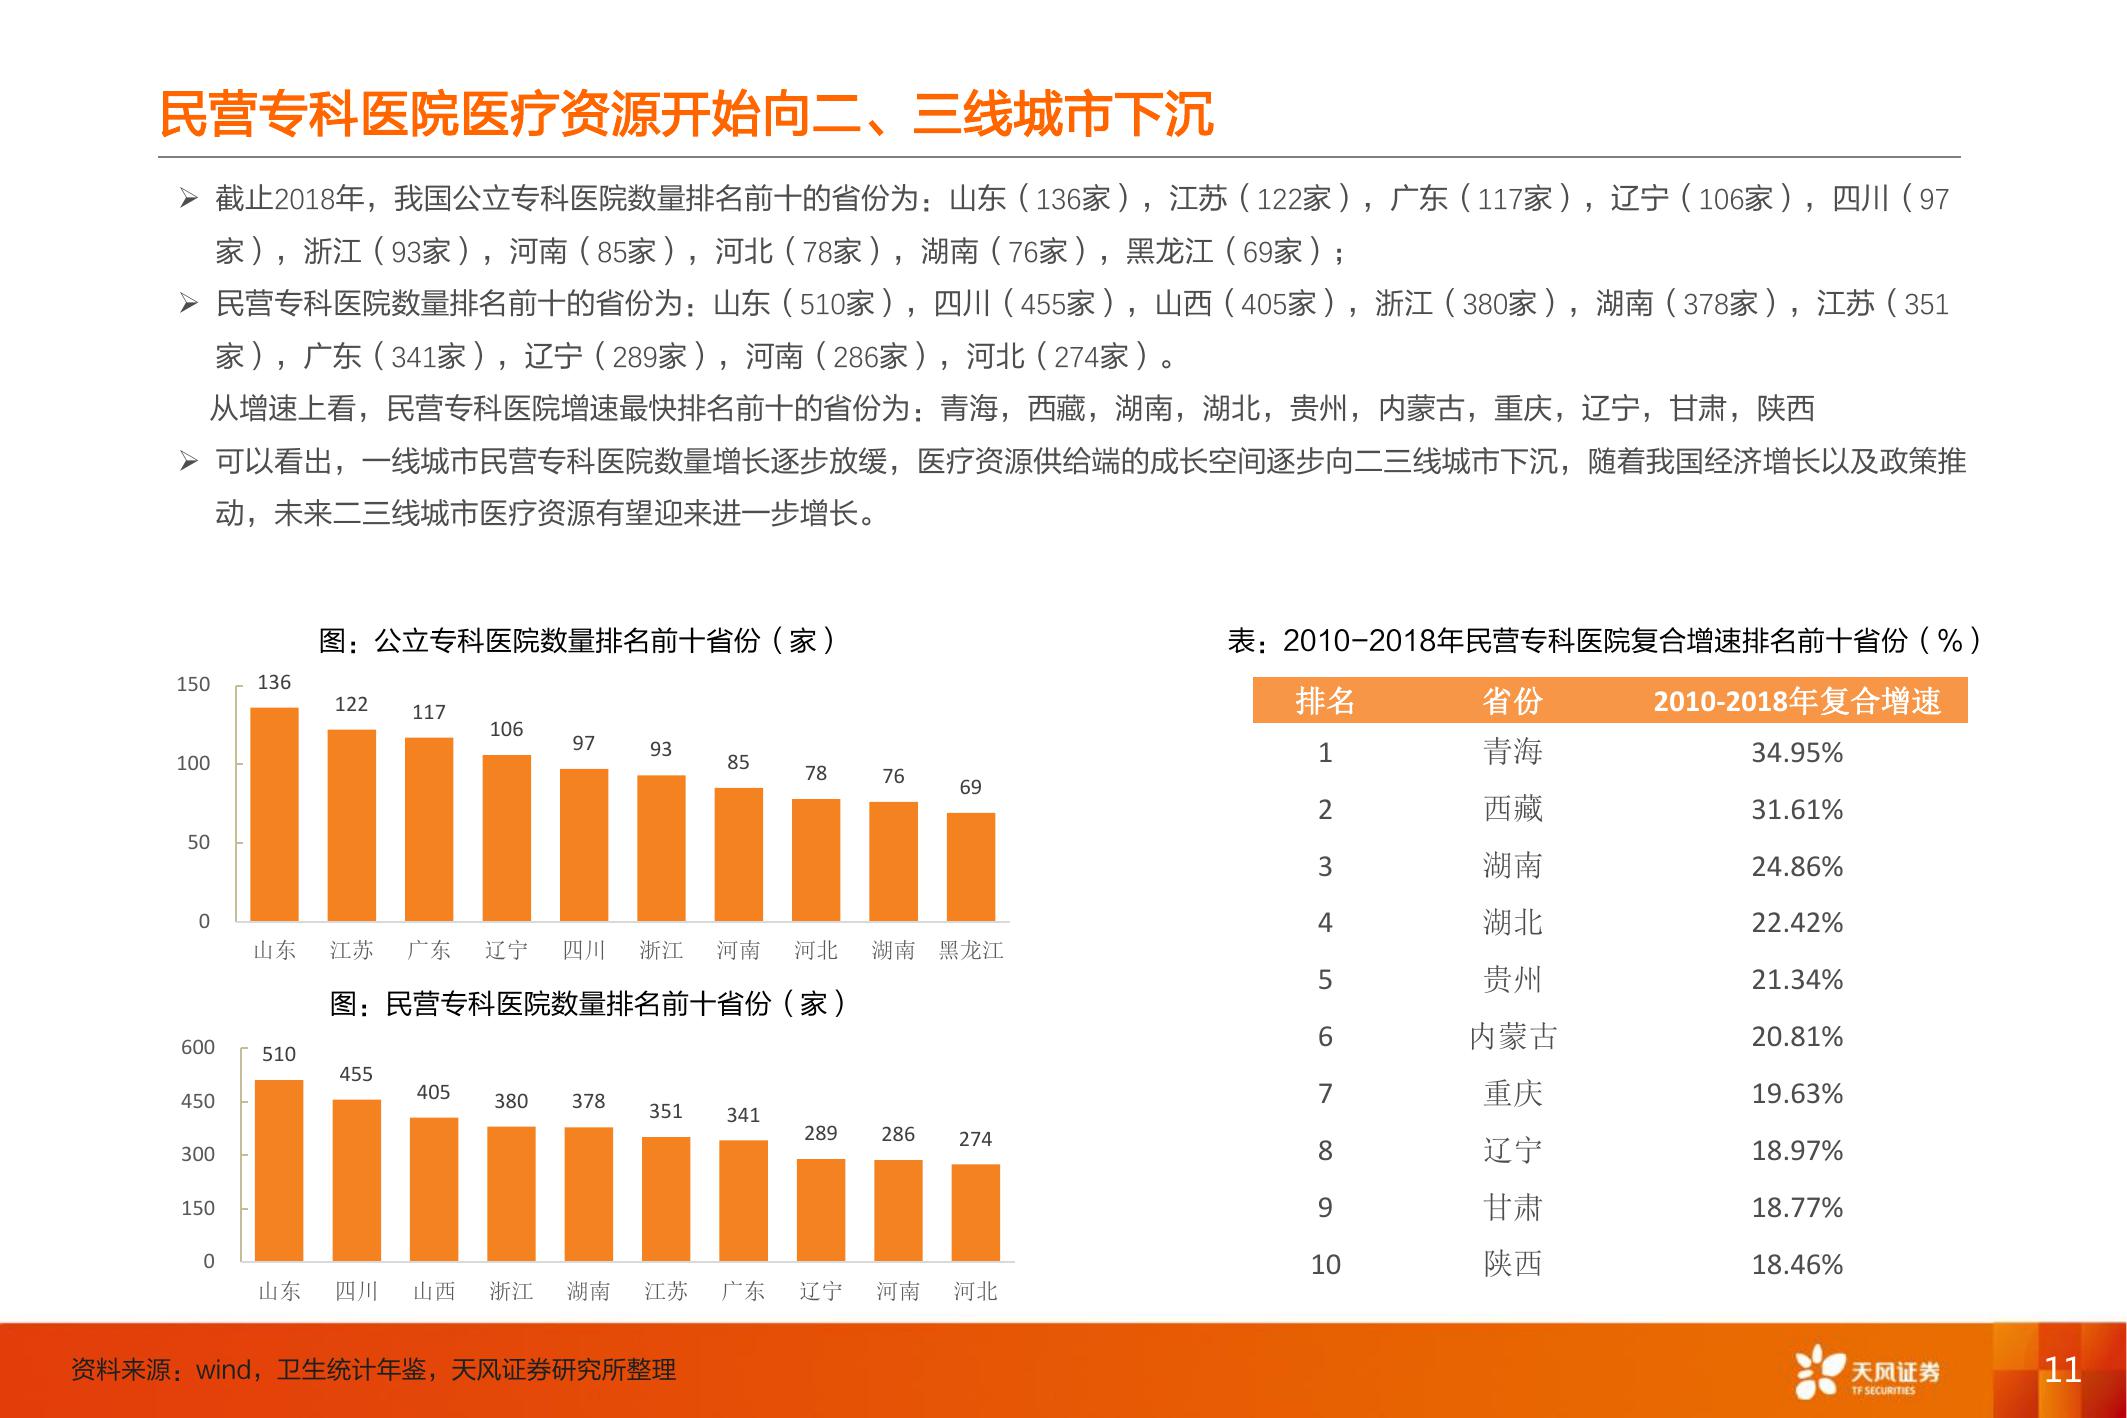 民营专科医院医疗资源开始向二、三线城市下沉
➢ 截止2018年，我国公立专科医院数量排名前十的省份为：山东（136家），江苏（122家），广东（117家），辽宁（106家），四川（97
家），浙江（93家），河南（85家），河北（78家），湖南（76家），黑龙江（69家）；
➢ 民营专科医院数量排名前十的省份为：山东（510家），四川（455家），山西（405家），浙江（380家），湖南（378家），江苏（351
家），广东（341家），辽宁（289家），河南（286家），河北（274家）。
从增速上看，民营专科医院增速最快排名前十的省份为：青海，西藏，湖南，湖北，贵州，内蒙古，重庆，辽宁，甘肃，陕西
➢ 可以看出，一线城市民营专科医院数量增长逐步放缓，医疗资源供给端的成长空间逐步向二三线城市下沉，随着我国经济增长以及政策推
动，未来二三线城市医疗资源有望迎来进一步增长。
图：公立专科医院数量排名前十省份（家）
150
100
50
0
136 122 117 106 97 93 85 78 76 69
山东 江苏 广东 辽宁 四川 浙江 河南 河北 湖南 黑龙江
图：民营专科医院数量排名前十省份（家）
600
450
300
150
0
510 455 405 380 378 351 341 289 286 274
山东 四川 山西 浙江 湖南 江苏 广东 辽宁 河南 河北
表：2010-2018年民营专科医院复合增速排名前十省份（%）
排名 省份 2010-2018年复合增速
1 青海 34.95%
2 西藏 31.61%
3 湖南 24.86%
4 湖北 22.42%
5 贵州 21.34%
6 内蒙古 20.81%
7 重庆 19.63%
8 辽宁 18.97%
9 甘肃 18.77%
10 陕西 18.46%
资料来源：wind，卫生统计年鉴，天风证券研究所整理
天风证券
TF SECURITIES
11